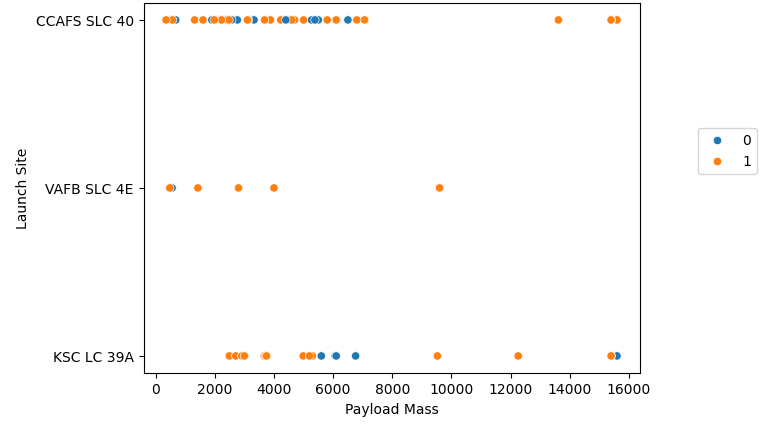 CCAFS SLC 40
VAFB SLC 4E
KSC LC 39A
Launch Site
0
1
0 2000 4000 6000 8000 10000 12000 14000 16000
Payload Mass